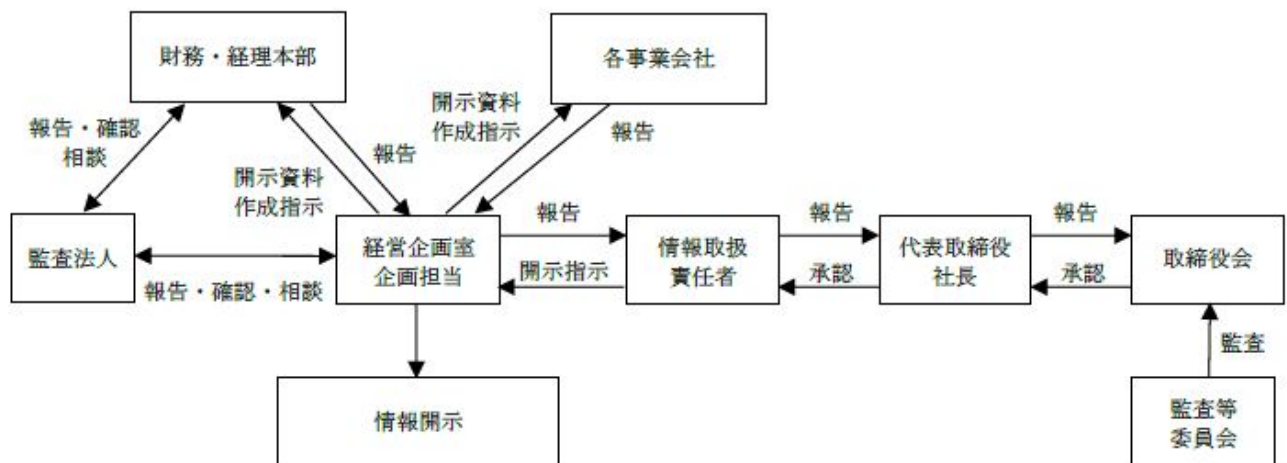 財務・経理本部
各事業会社
報告・確認
相談
報告
開示資料
作成指示
開示資料
作成指示
報告
監査法人
報告・確認・相談
経営企画室
企画担当
報告
開示指示
情報取扱
責任者
報告
承認
代表取締役
社長
報告
承認
取締役会
監査
情報開示
監査等
委員会